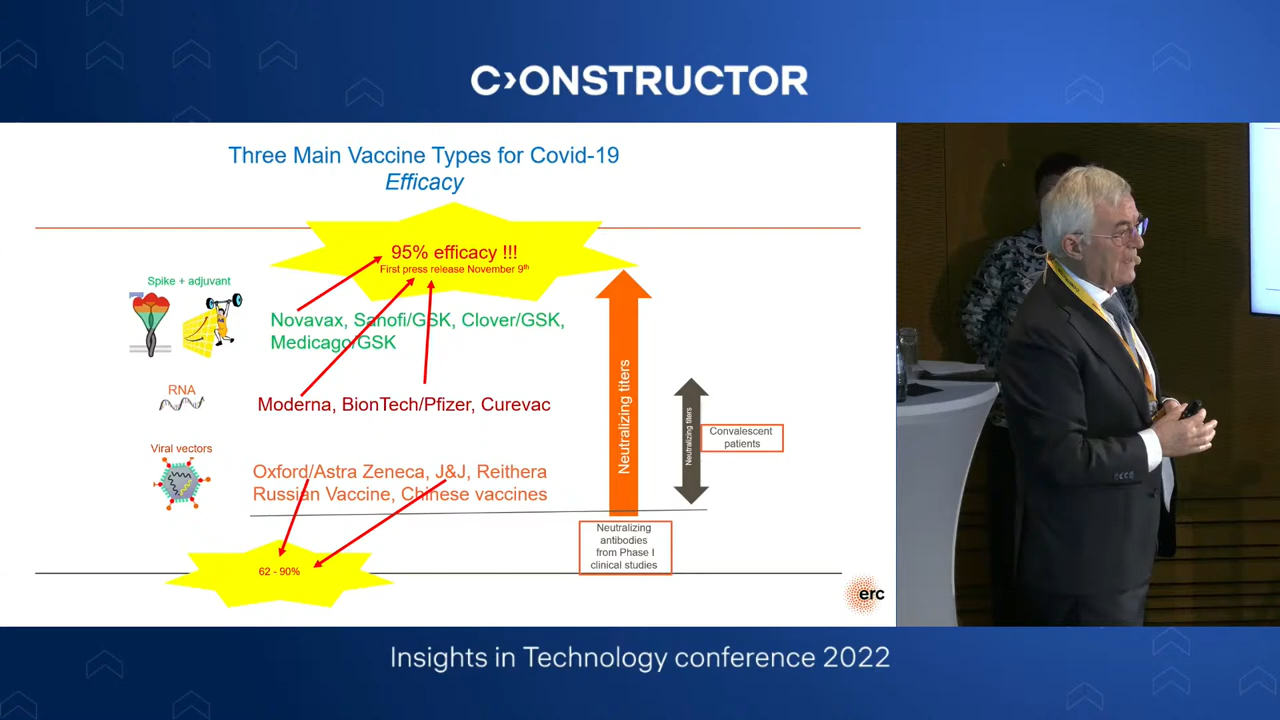 C›ONSTRUCTOR
Three Main Vaccine Types for Covid-19
Efficacy
95% efficacy !!!
First press release November 9th
Spike + adjuvant
Novavax, Sanofi/GSK, Clover/GSK,
Medicago/GSK
RNA
Moderna, BionTech/Pfizer, Curevac
Viral vectors
Oxford/Astra Zeneca, J&J, Reithera
Russian Vaccine, Chinese vaccines
62 - 90%
Neutralizing titers
Neutralizing titers
Convalescent
patients
Neutralizing
antibodies
from Phase I
clinical studies
erc
Insights in Technology conference 2022